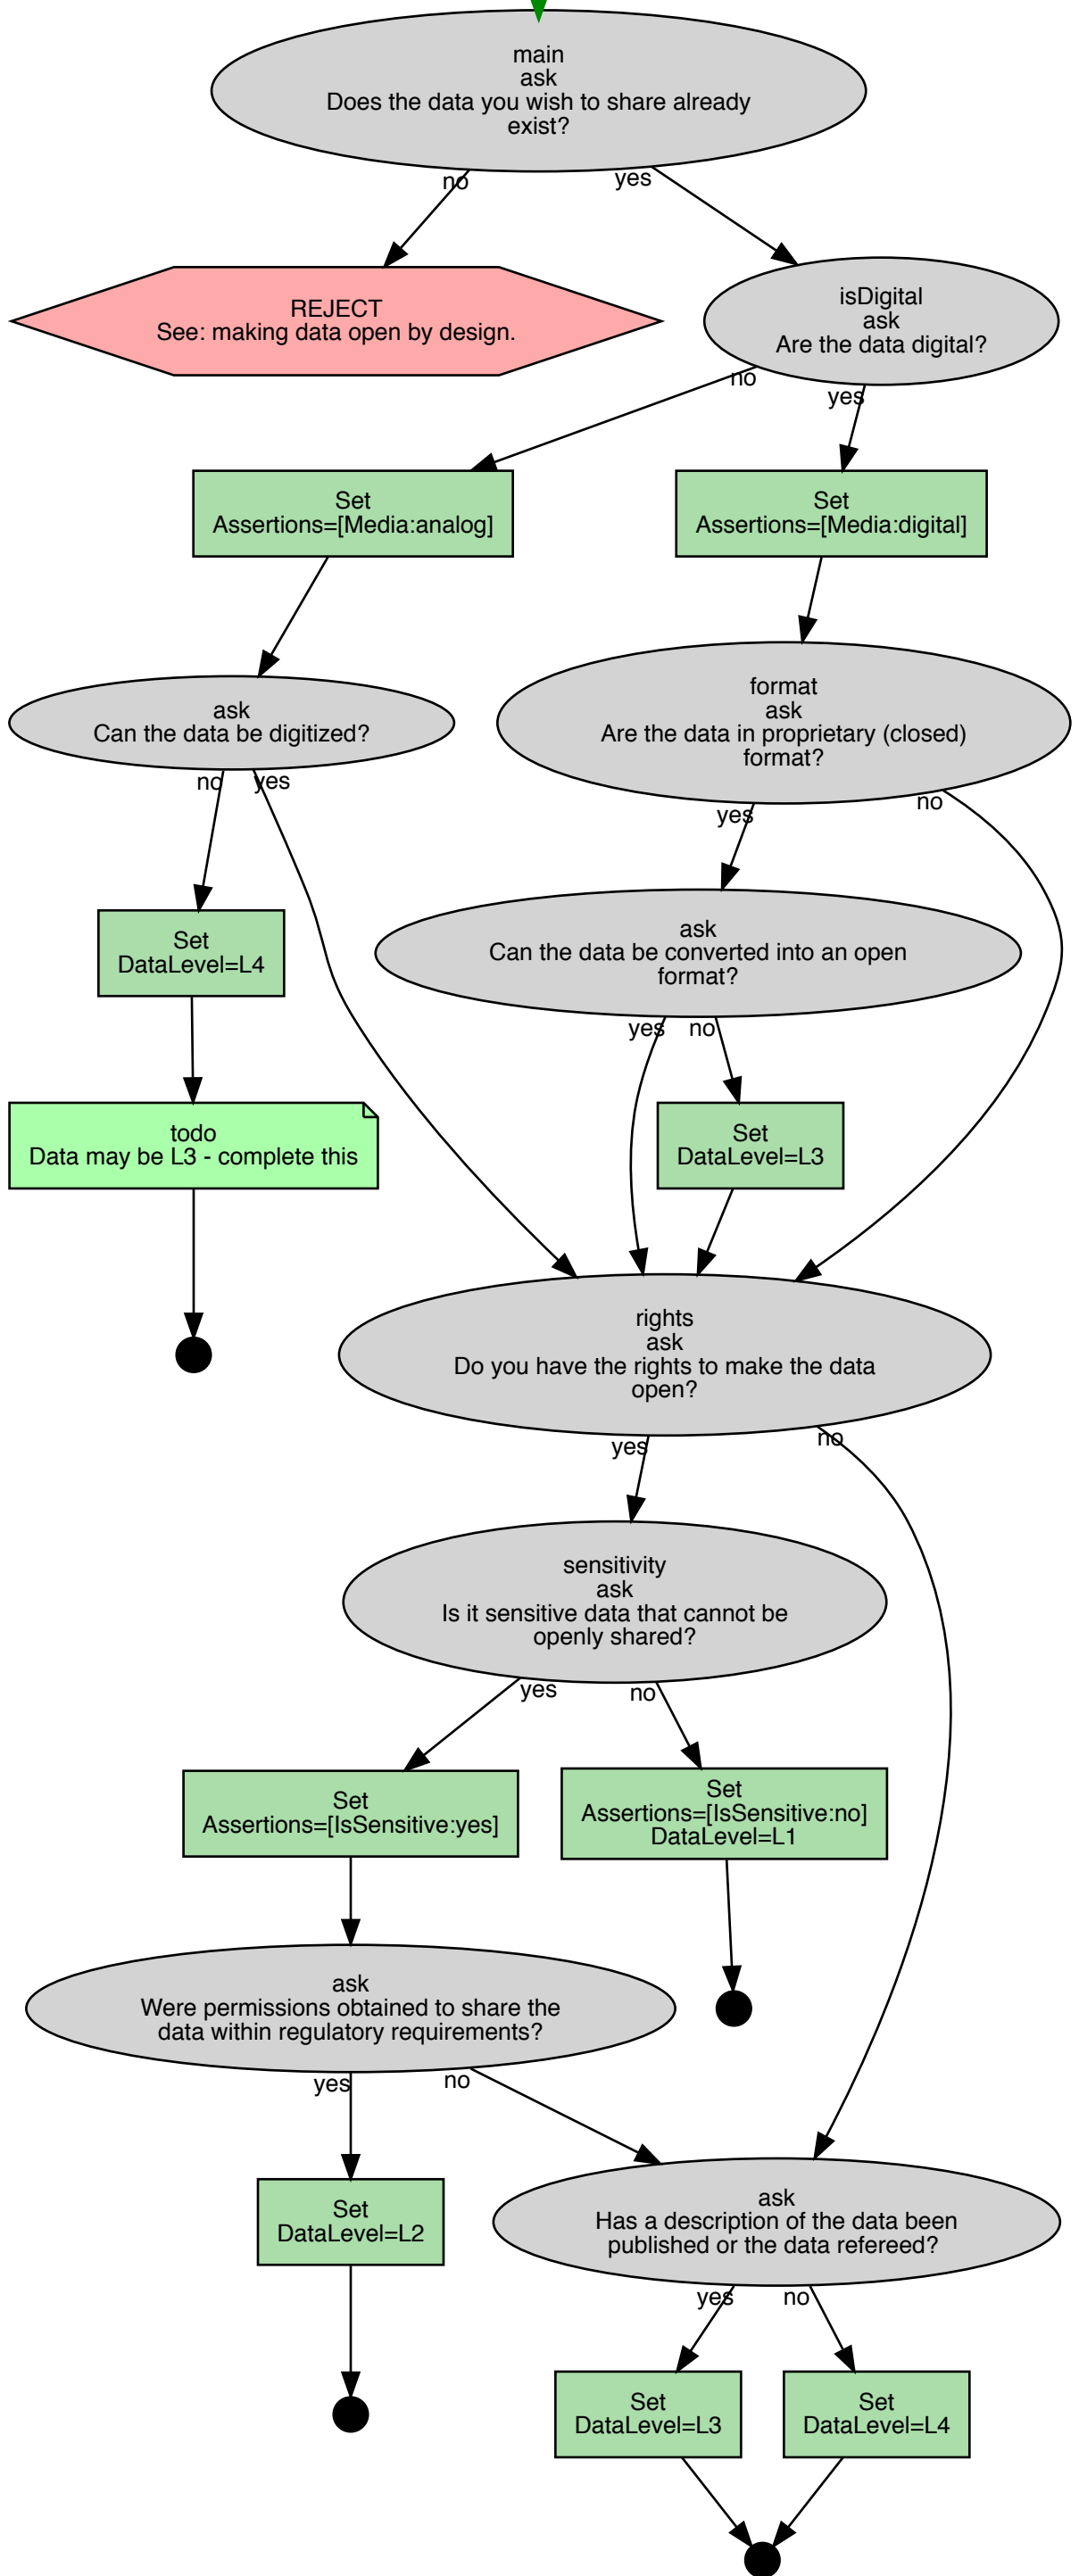 main
ask
Does the data you wish to share already
exist?
no
yes
REJECT
See: making data open by design.
isDigital
ask
Are the data digital?
no
yes
Set
Assertions=[Media:analog]
Set
Assertions=[Media:digital]
ask
Can the data be digitized?
format
ask
Are the data in proprietary (closed)
format?
no
yes
yes
no
Set
DataLevel=L4
ask
Can the data be converted into an open
format?
yes
no
todo
Data may be L3 - complete this
Set
DataLevel=L3
rights
ask
Do you have the rights to make the data
open?
yes
no
sensitivity
ask
Is it sensitive data that cannot be
openly shared?
yes
no
Set
Assertions=[IsSensitive:yes]
Set
Assertions=[IsSensitive:no]
DataLevel=L1
ask
Were permissions obtained to share the
data within regulatory requirements?
yes
no
Set
DataLevel=L2
ask
Has a description of the data been
published or the data refereed?
yes
no
Set
DataLevel=L3
Set
DataLevel=L4